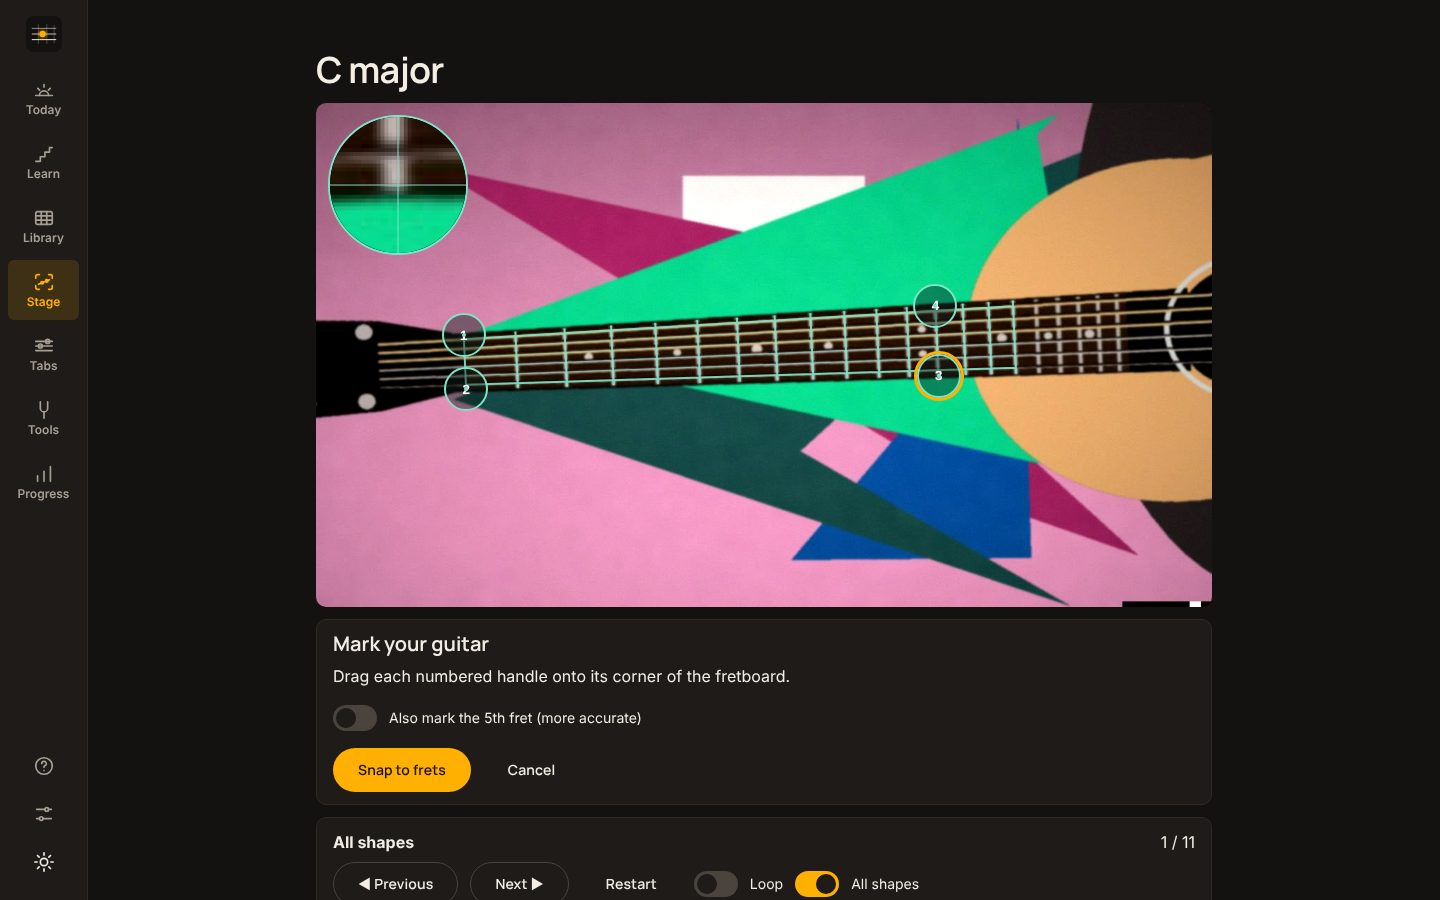 C major
Today
Learn
Library
Stage
Tabs
Tools
Progress
1
2
3
4
Mark your guitar
Drag each numbered handle onto its corner of the fretboard.
Also mark the 5th fret (more accurate)
Snap to frets
Cancel
All shapes
1 / 11
◀ Previous
Next ▶
Restart
Loop
All shapes